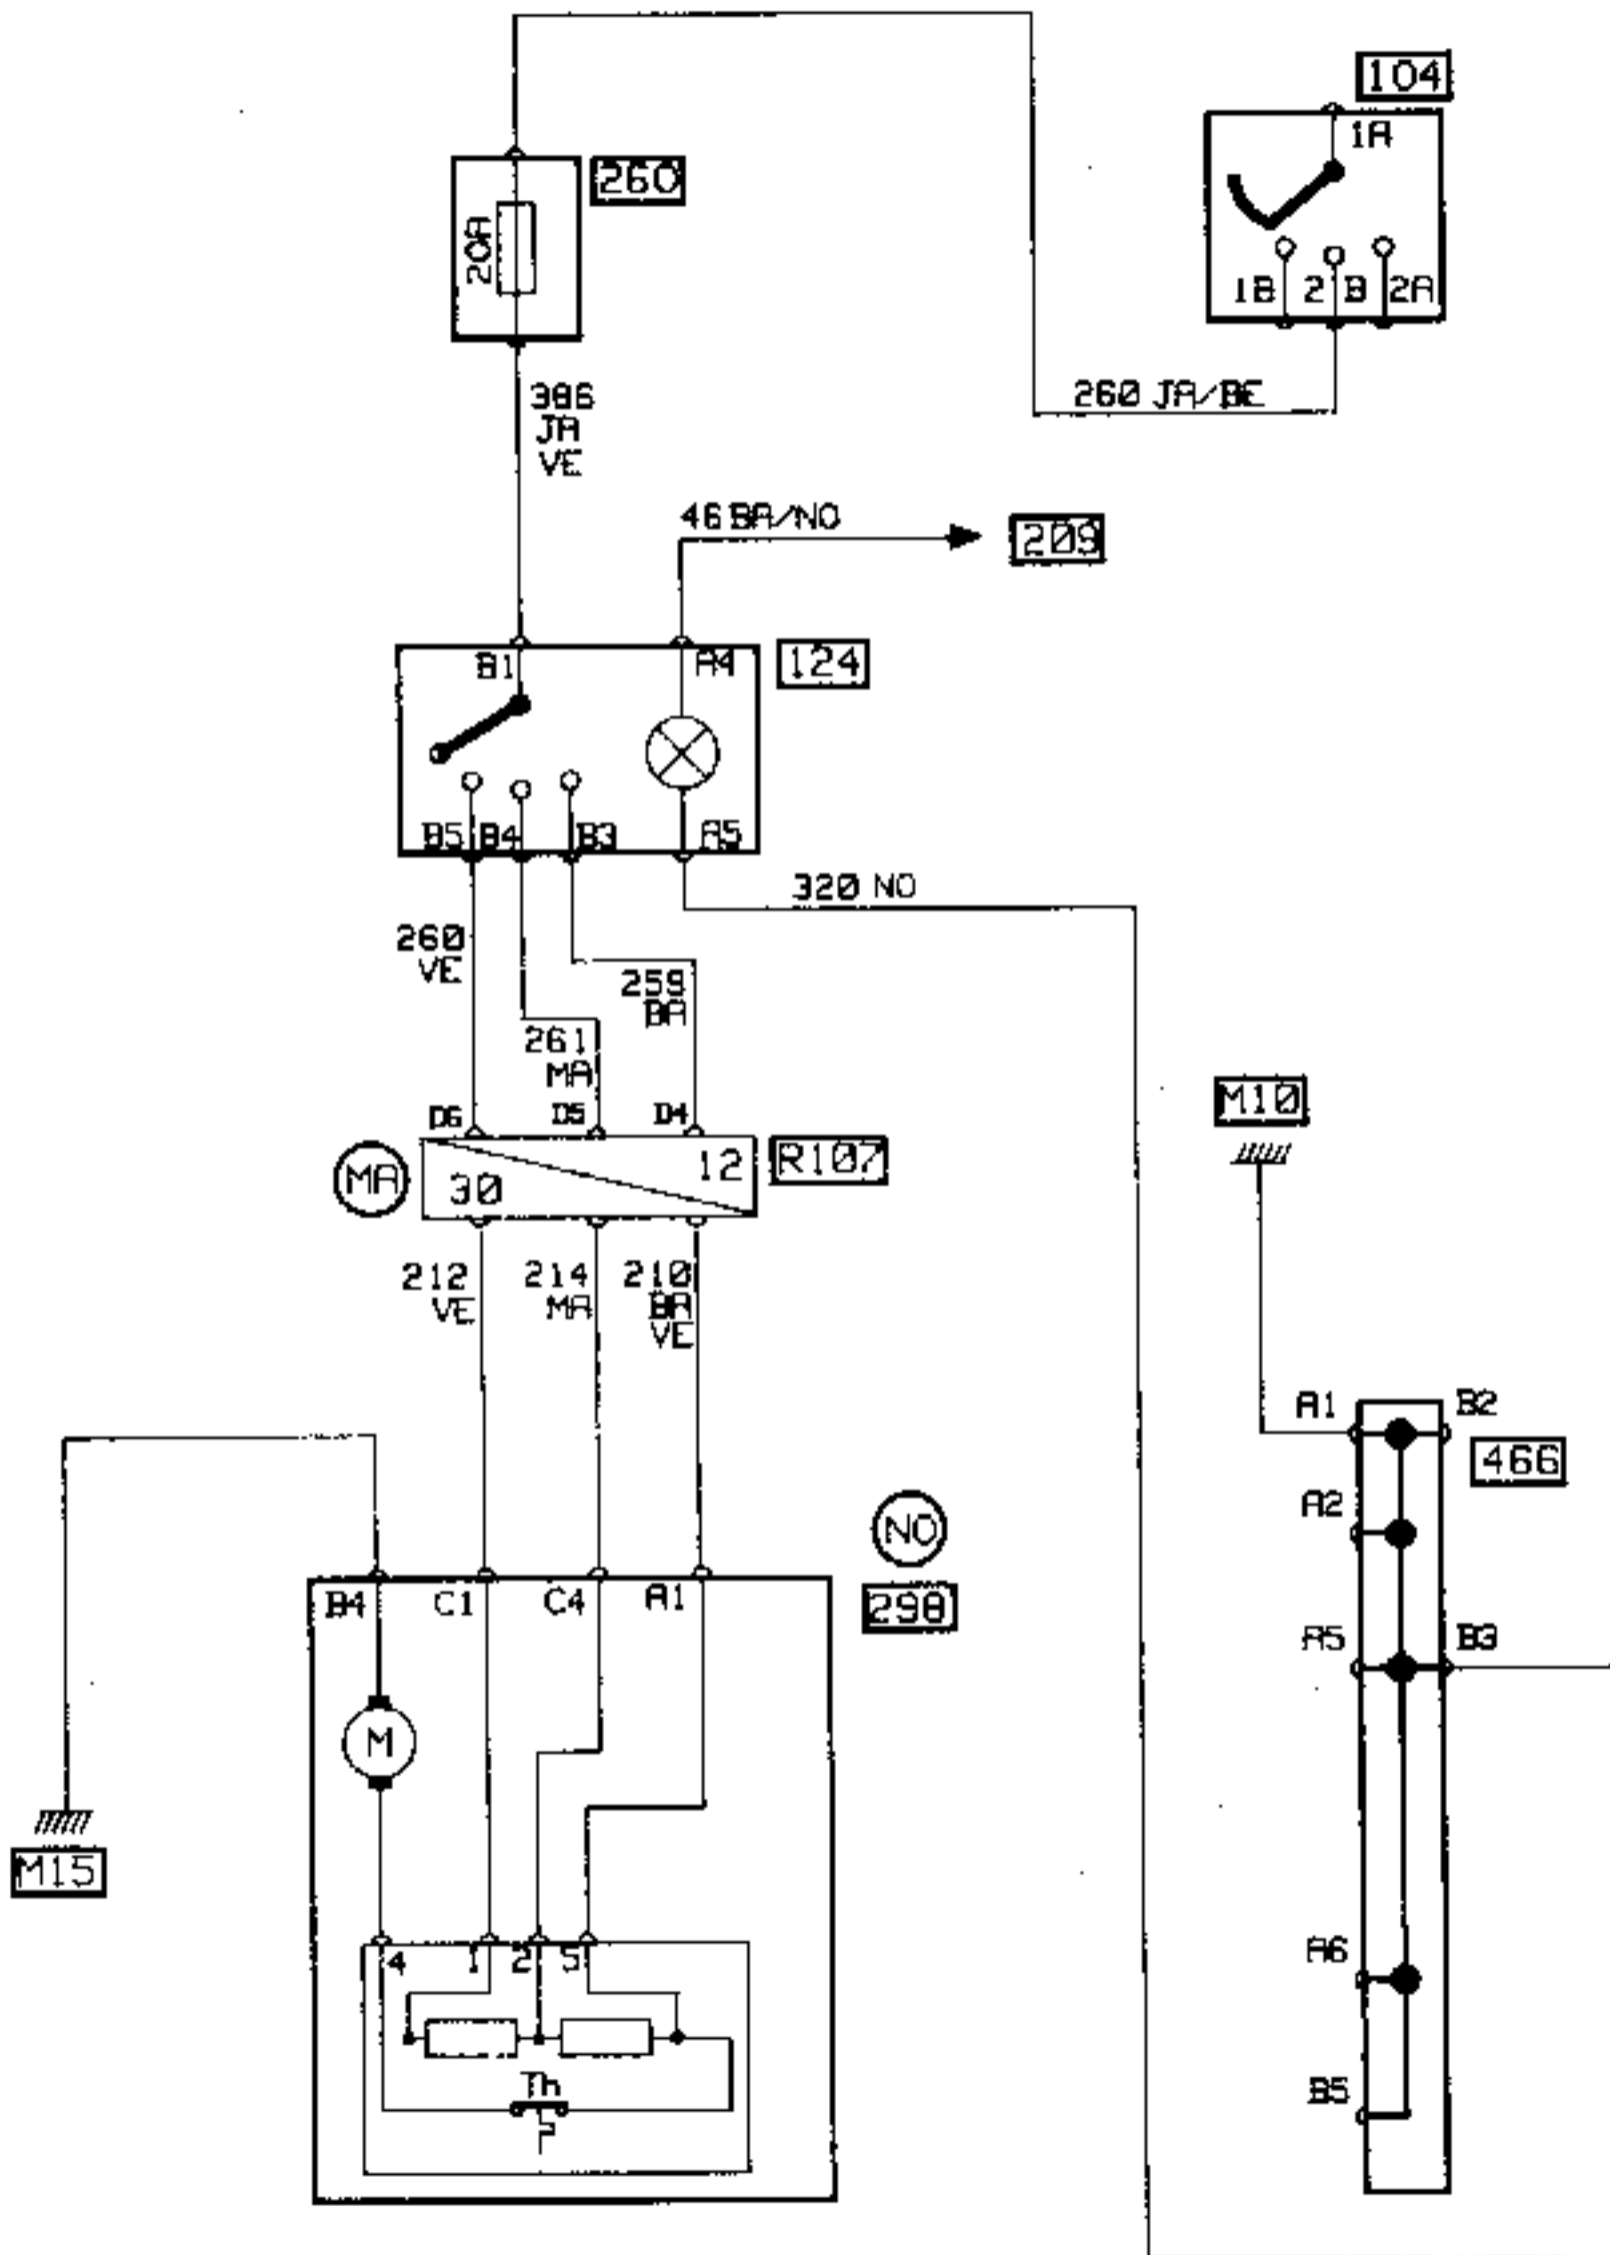 104
1A
260
20A
1B 2 B 2A
386
JA
VE
260 JA/BE
46 BA/NO
209
B1 A4
124
B5 B4 B3 A5
320 NO
260
VE
259
BA
261
MA
D6 D5 D4
MA
30 12
R107
M10
212
VE
214
MA
210
BA
VE
A1 B2
466
A2
NO
298
B4 C1 C4 A1
A5 B3
M
M15
4 1 2 5
A6
Th
B5